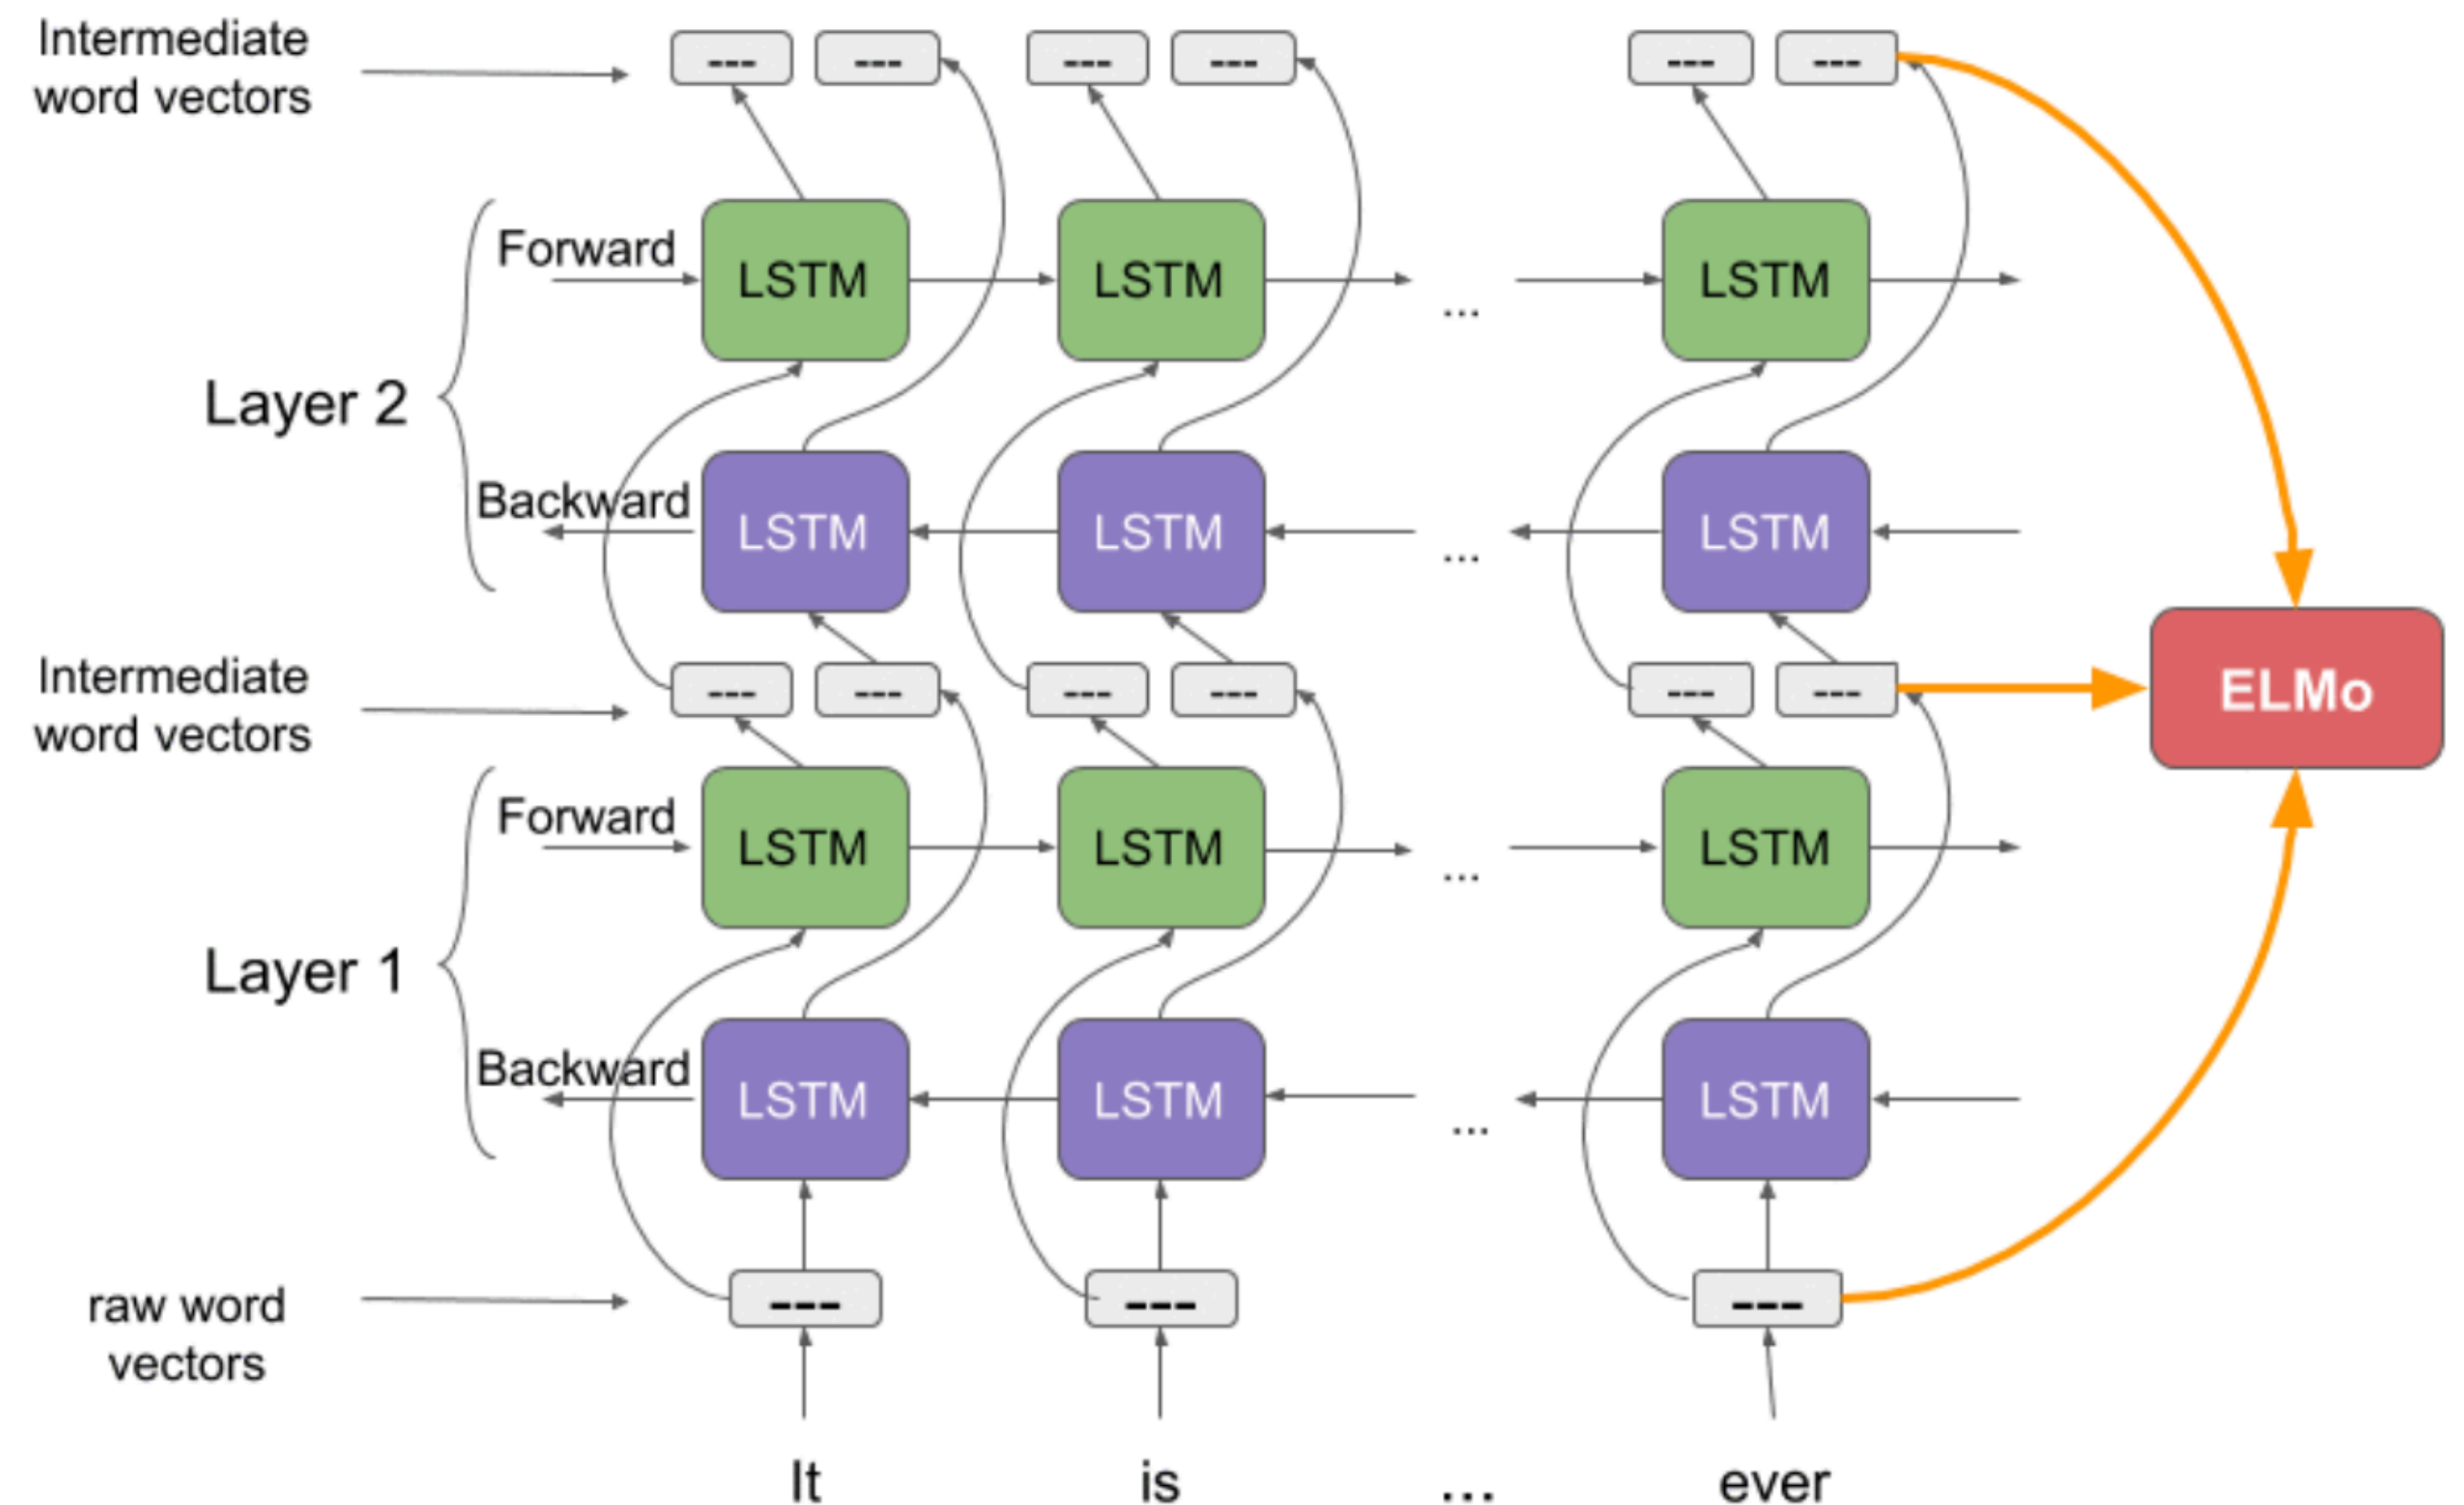 Intermediate
word vectors
--- --- --- --- --- ---
Forward
LSTM LSTM LSTM
...
Layer 2
Backward
LSTM LSTM LSTM
...
Intermediate
word vectors
--- --- --- --- --- ---
ELMo
Forward
LSTM LSTM LSTM
...
Layer 1
Backward
LSTM LSTM LSTM
...
raw word
vectors
--- --- ---
It is ... ever